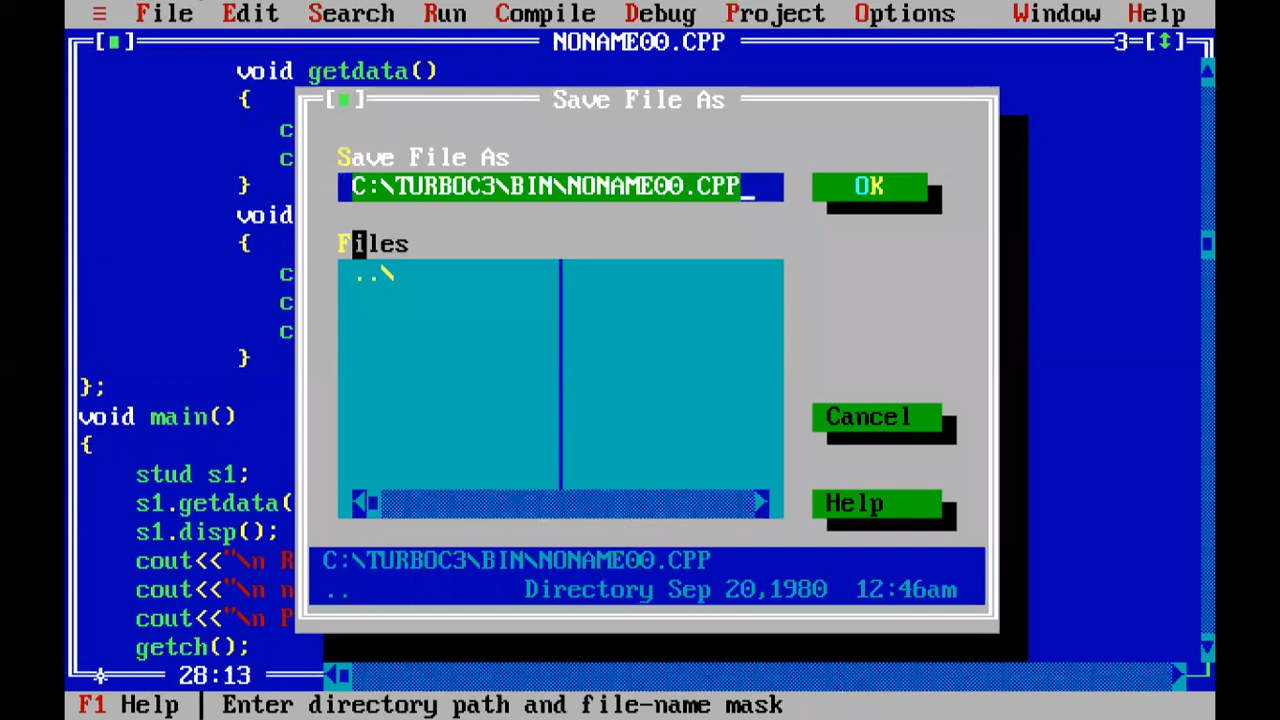 ≡ File Edit Search Run Compile Debug Project Options Window Help
[■] NONAME00.CPP 3=[↕]
void getdata()
{
c
c
}
void
{
c
c
c
}
};
void main()
{
stud s1;
s1.getdata(
s1.disp();
cout<<"\n R
cout<<"\n n
cout<<"\n P
getch();
28:13
[■] Save File As
Save File As
C:\TURBOC3\BIN\NONAME00.CPP_
OK
Files
..\
Cancel
Help
C:\TURBOC3\BIN\NONAME00.CPP
.. Directory Sep 20,1980 12:46am
F1 Help │ Enter directory path and file-name mask